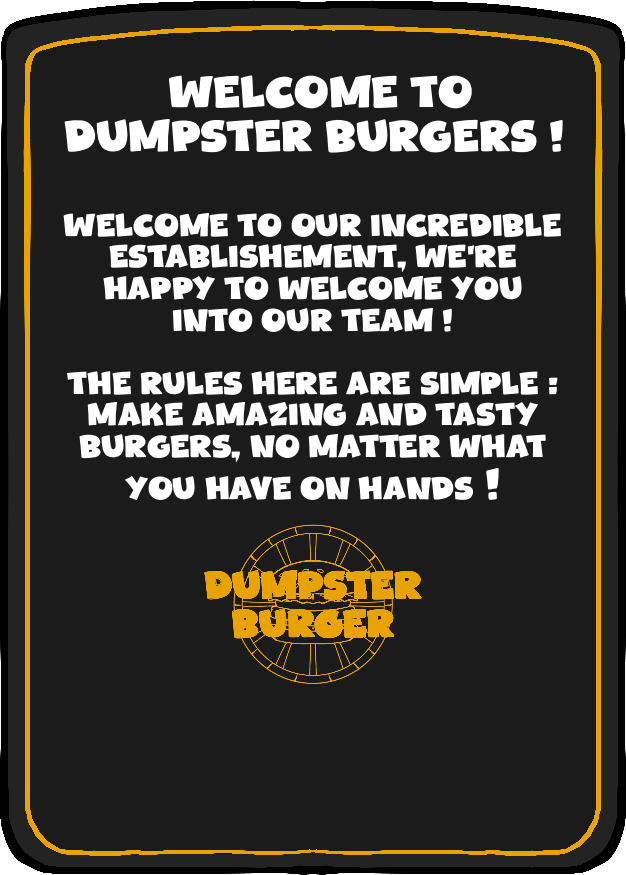 WELCOME TO
DUMPSTER BURGERS !
WELCOME TO OUR INCREDIBLE
ESTABLISHEMENT, WE'RE
HAPPY TO WELCOME YOU
INTO OUR TEAM !
THE RULES HERE ARE SIMPLE :
MAKE AMAZING AND TASTY
BURGERS, NO MATTER WHAT
YOU HAVE ON HANDS !
DUMPSTER
BURGER